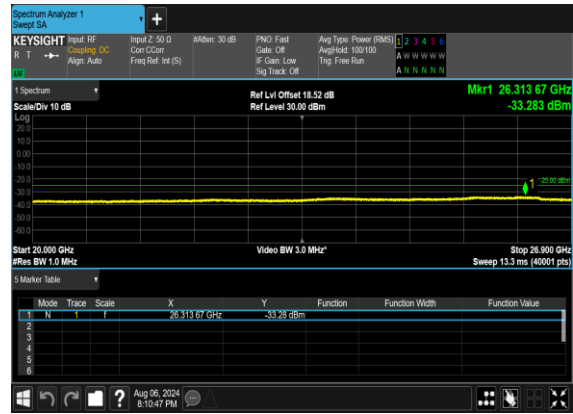 Spectrum Analyzer 1
Swept SA
+
KEYSIGHT
R T
LXI
Input: RF
Coupling: DC
Align: Auto
Input Z: 50 Ω
Corr CCorr
Freq Ref: Int (S)
#Atten: 30 dB
PNO: Fast
Gate: Off
IF Gain: Low
Sig Track: Off
Avg Type: Power (RMS)
Avg|Hold: 100/100
Trig: Free Run
1 2 3 4 5 6
A W W W W W
A N N N N N
1 Spectrum
Scale/Div 10 dB
Ref Lvl Offset 18.52 dB
Ref Level 30.00 dBm
Mkr1 26.313 67 GHz
-33.283 dBm
Log
20.0
10.0
0.00
-10.0
-20.0
-30.0
-40.0
-50.0
-60.0
1
-25.00 dBm
Start 20.000 GHz
#Res BW 1.0 MHz
Video BW 3.0 MHz*
Stop 26.900 GHz
Sweep 13.3 ms (40001 pts)
5 Marker Table
Mode Trace Scale X Y Function Function Width Function Value
1 N 1 f 26.313 67 GHz -33.28 dBm
2
3
4
5
6
?
Aug 06, 2024
8:10:47 PM